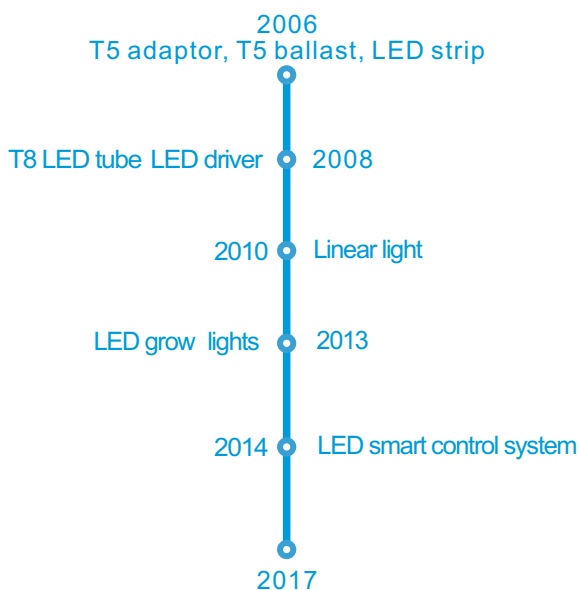 2006
T5 adaptor, T5 ballast, LED strip
T8 LED tube LED driver 2008
2010 Linear light
LED grow lights 2013
2014 LED smart control system
2017